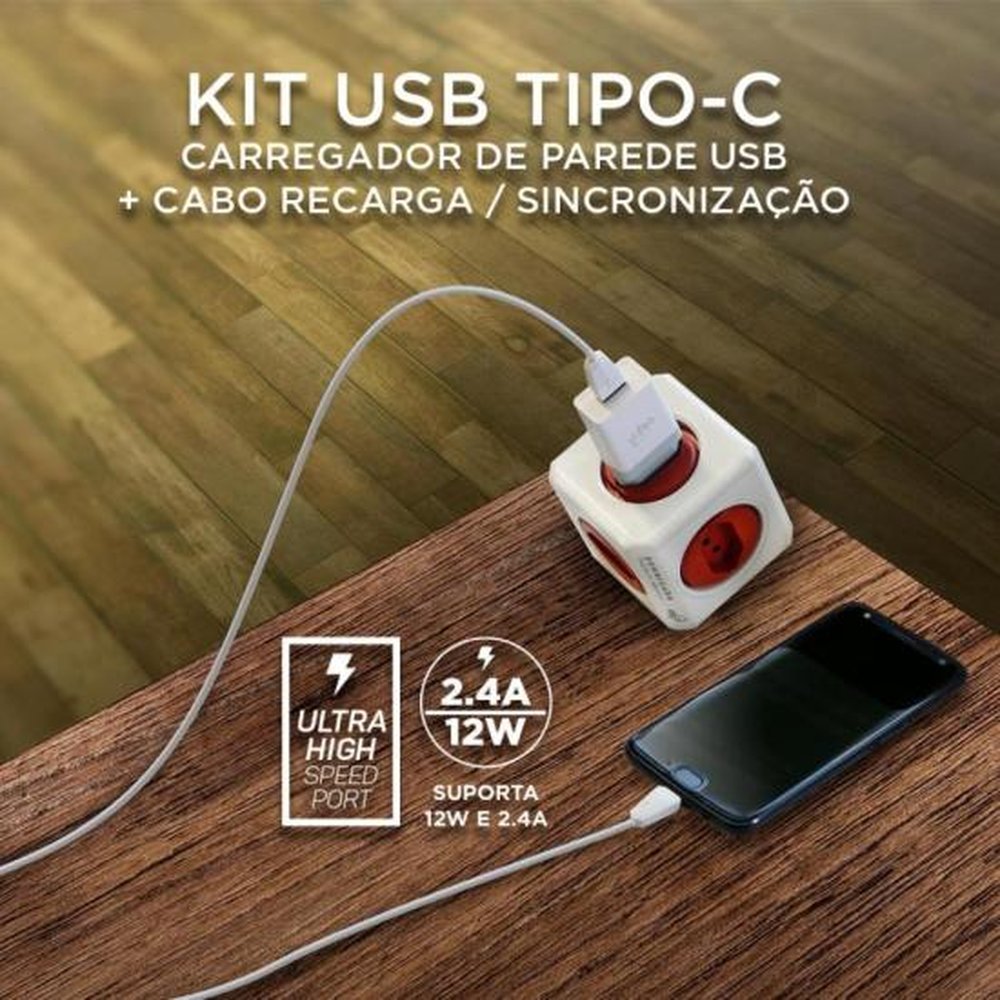 KIT USB TIPO-C
CARREGADOR DE PAREDE USB
+ CABO RECARGA / SINCRONIZAÇÃO
ULTRA
HIGH
SPEED
PORT
2.4A
12W
SUPORTA
12W E 2.4A